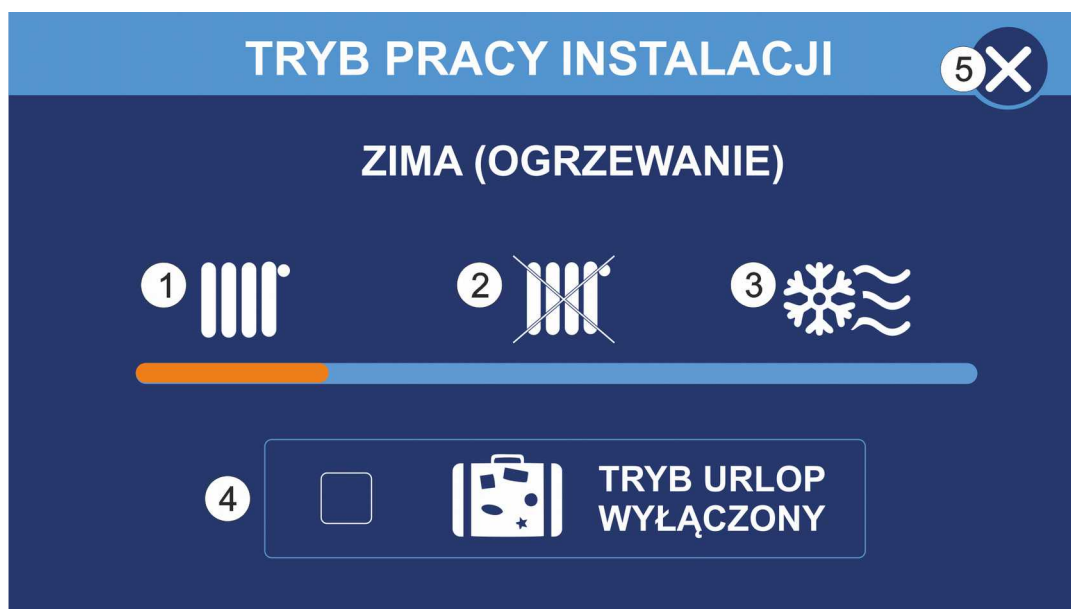 TRYB PRACY INSTALACJI
5
ZIMA (OGRZEWANIE)
1
2
3
4
TRYB URLOP
WYŁĄCZONY